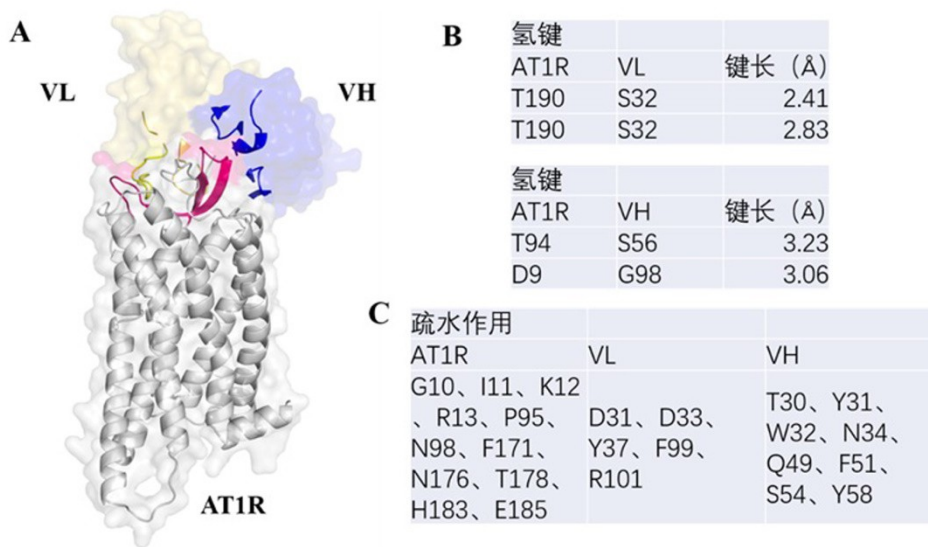 A
VL
VH
AT1R
B
氢键
AT1R VL 键长（Å）
T190 S32 2.41
T190 S32 2.83
氢键
AT1R VH 键长（Å）
T94 S56 3.23
D9 G98 3.06
C
疏水作用
AT1R VL VH
G10、I11、K12
、R13、P95、
N98、F171、
N176、T178、
H183、E185
D31、D33、
Y37、F99、
R101
T30、Y31、
W32、N34、
Q49、F51、
S54、Y58